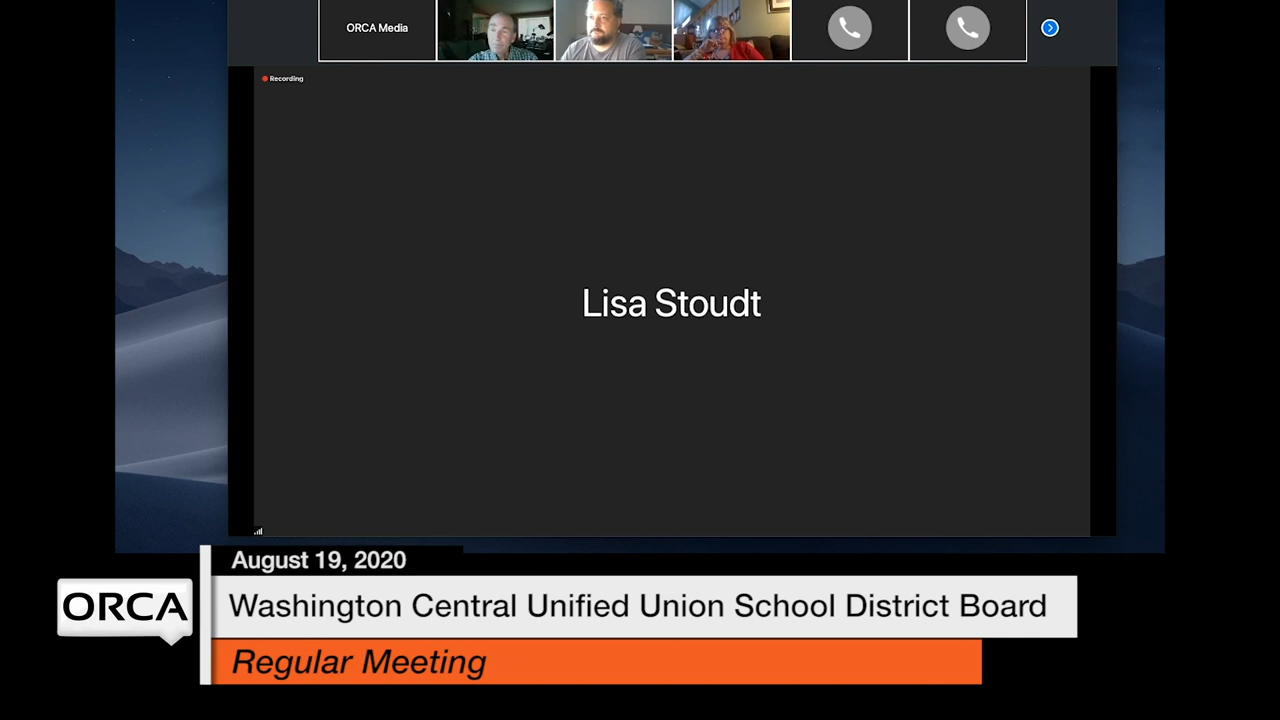 ORCA Media
Recording
Lisa Stoudt
August 19, 2020
ORCA
Washington Central Unified Union School District Board
Regular Meeting